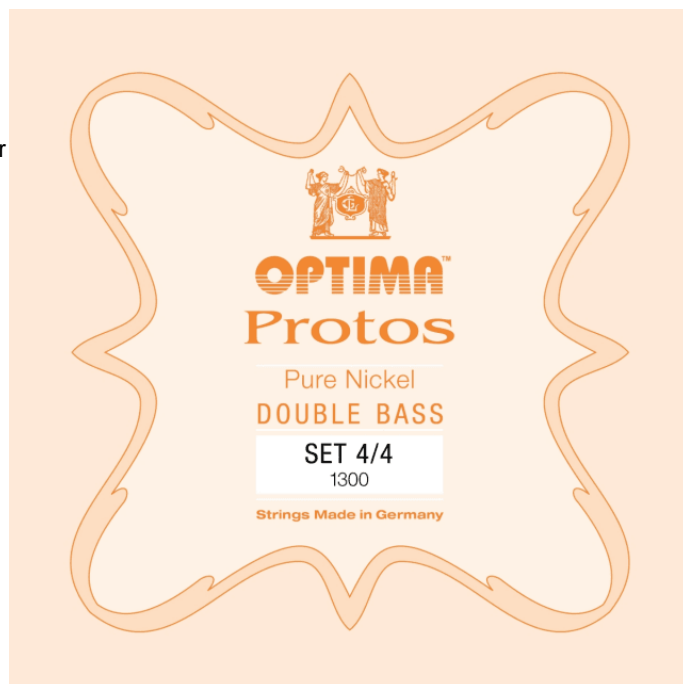 r
OPTIMA™
Protos
Pure Nickel
DOUBLE BASS
SET 4/4
1300
Strings Made in Germany